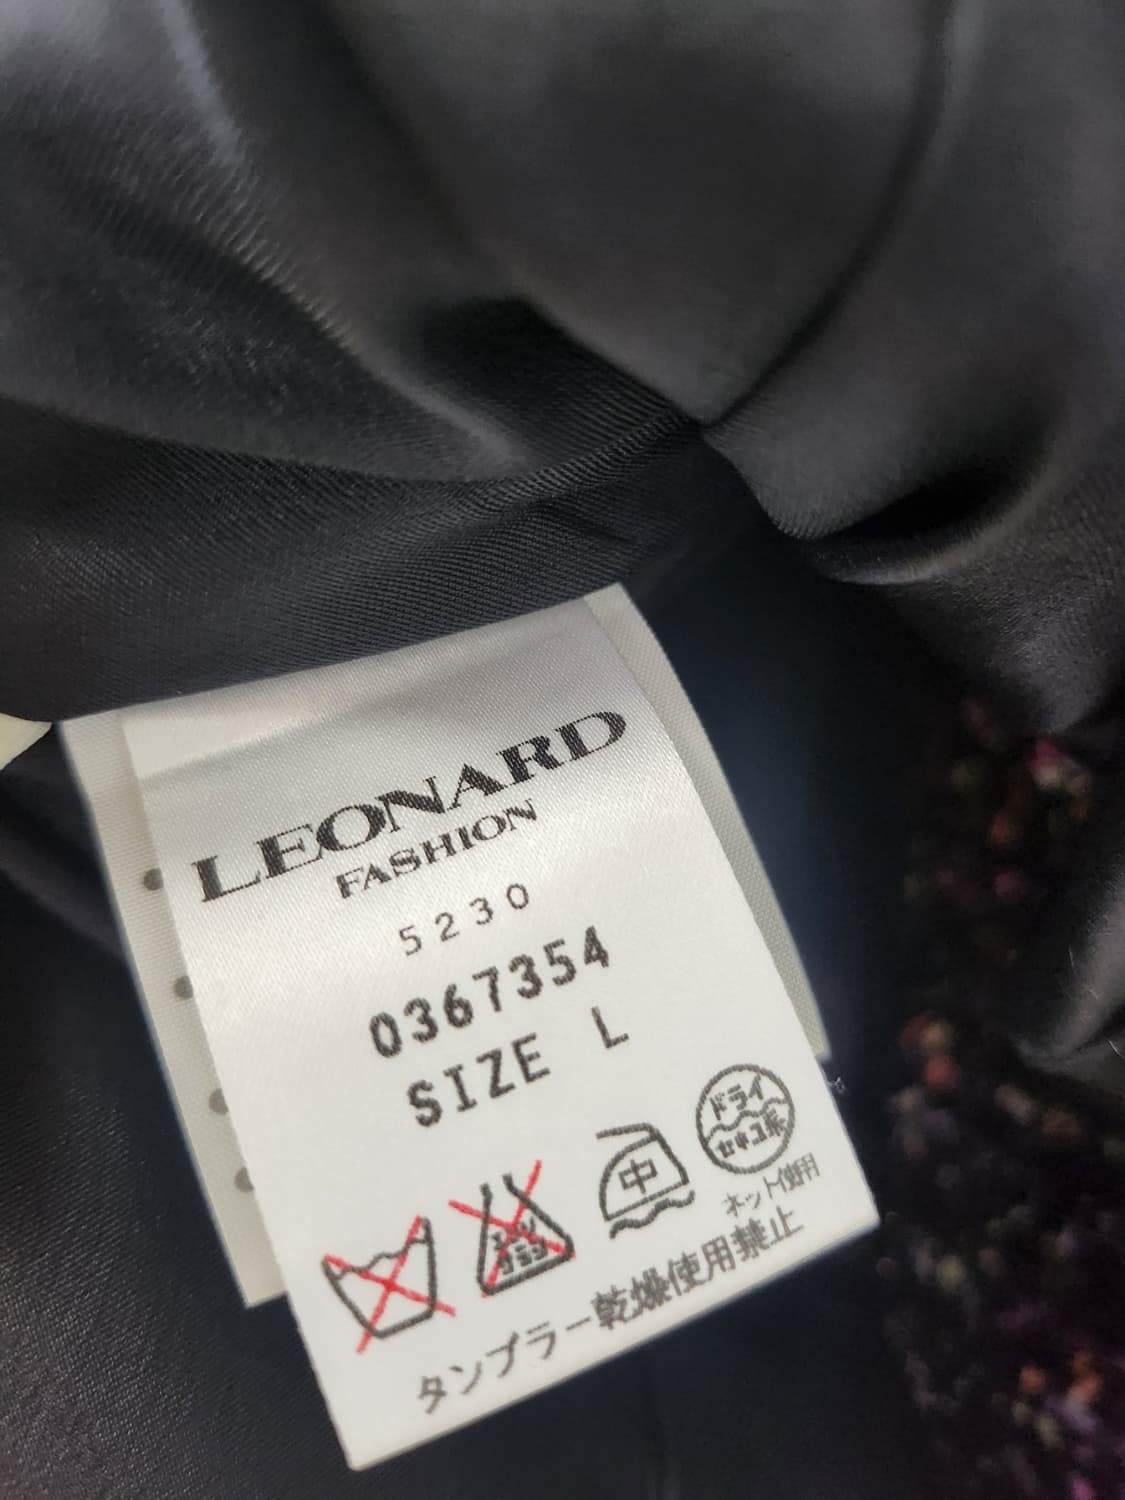 LEONARD
FASHION
5230
0367354
SIZE L
エンソ
サラシ
中
ドライ
セキユ系
ネット使用
タンブラー乾燥使用禁止